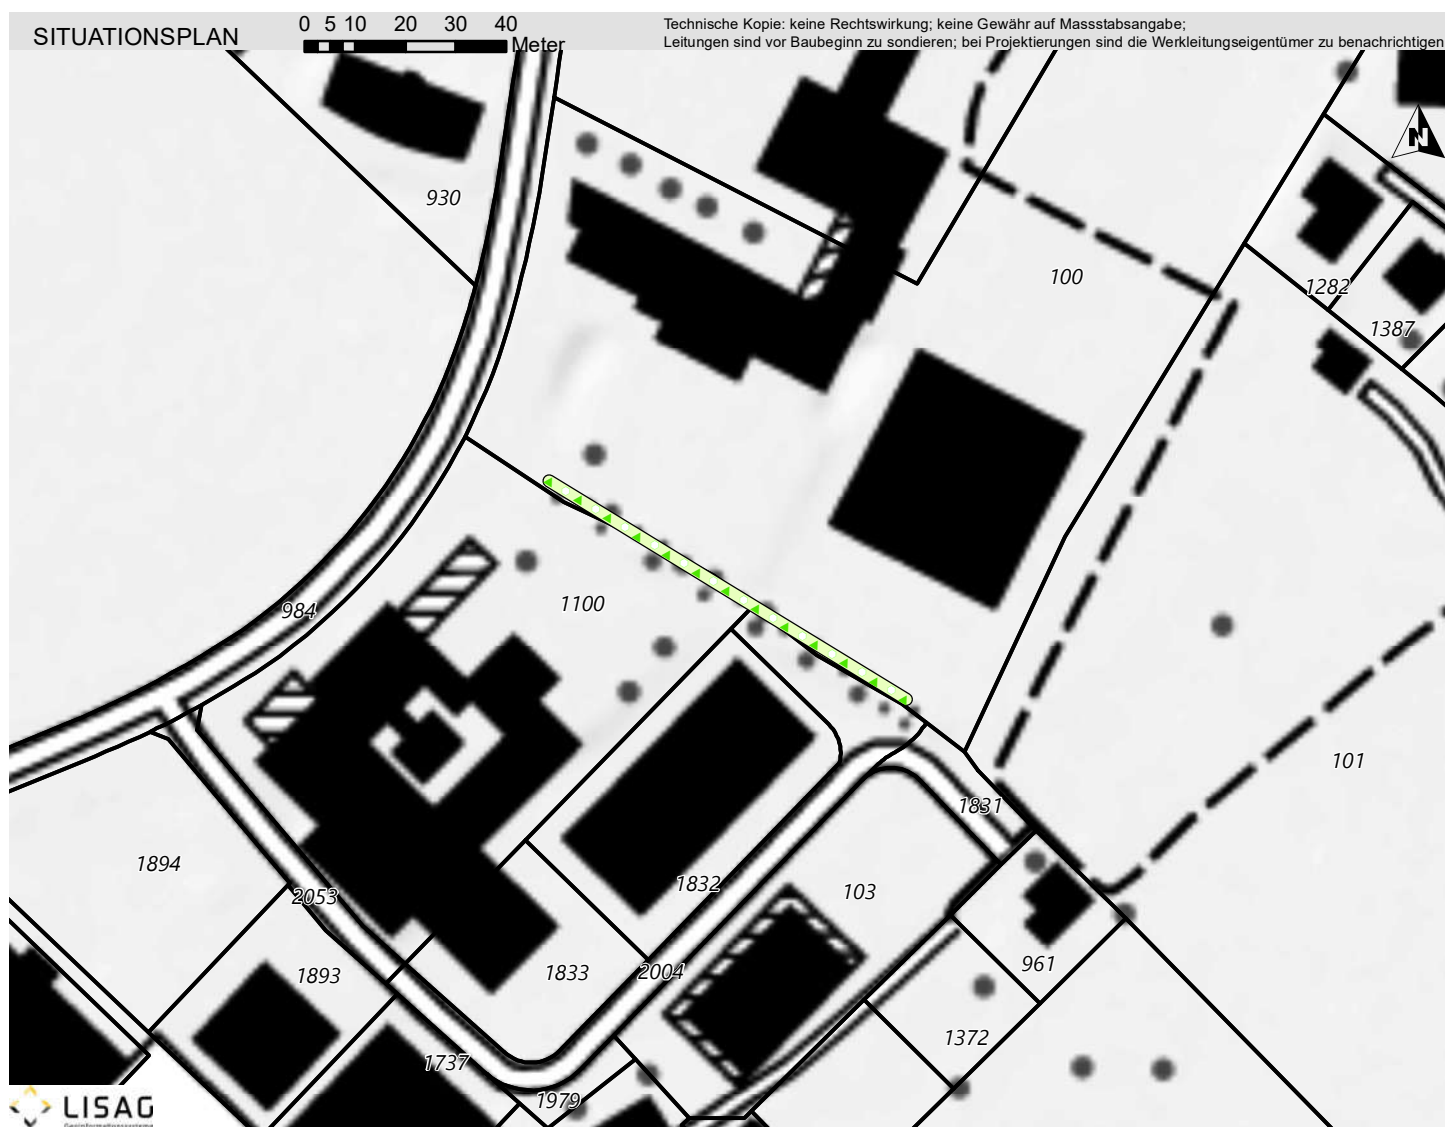 SITUATIONSPLAN
0 5 10 20 30 40
Meter
Technische Kopie: keine Rechtswirkung; keine Gewähr auf Massstabsangabe;
Leitungen sind vor Baubeginn zu sondieren; bei Projektierungen sind die Werkleitungseigentümer zu benachrichtigen
N
930
100
1282
1387
984
1100
101
1831
1894
1832
103
2053
1893
1833
2004
961
1372
1737
1979
LISAG
Geoinformationssysteme